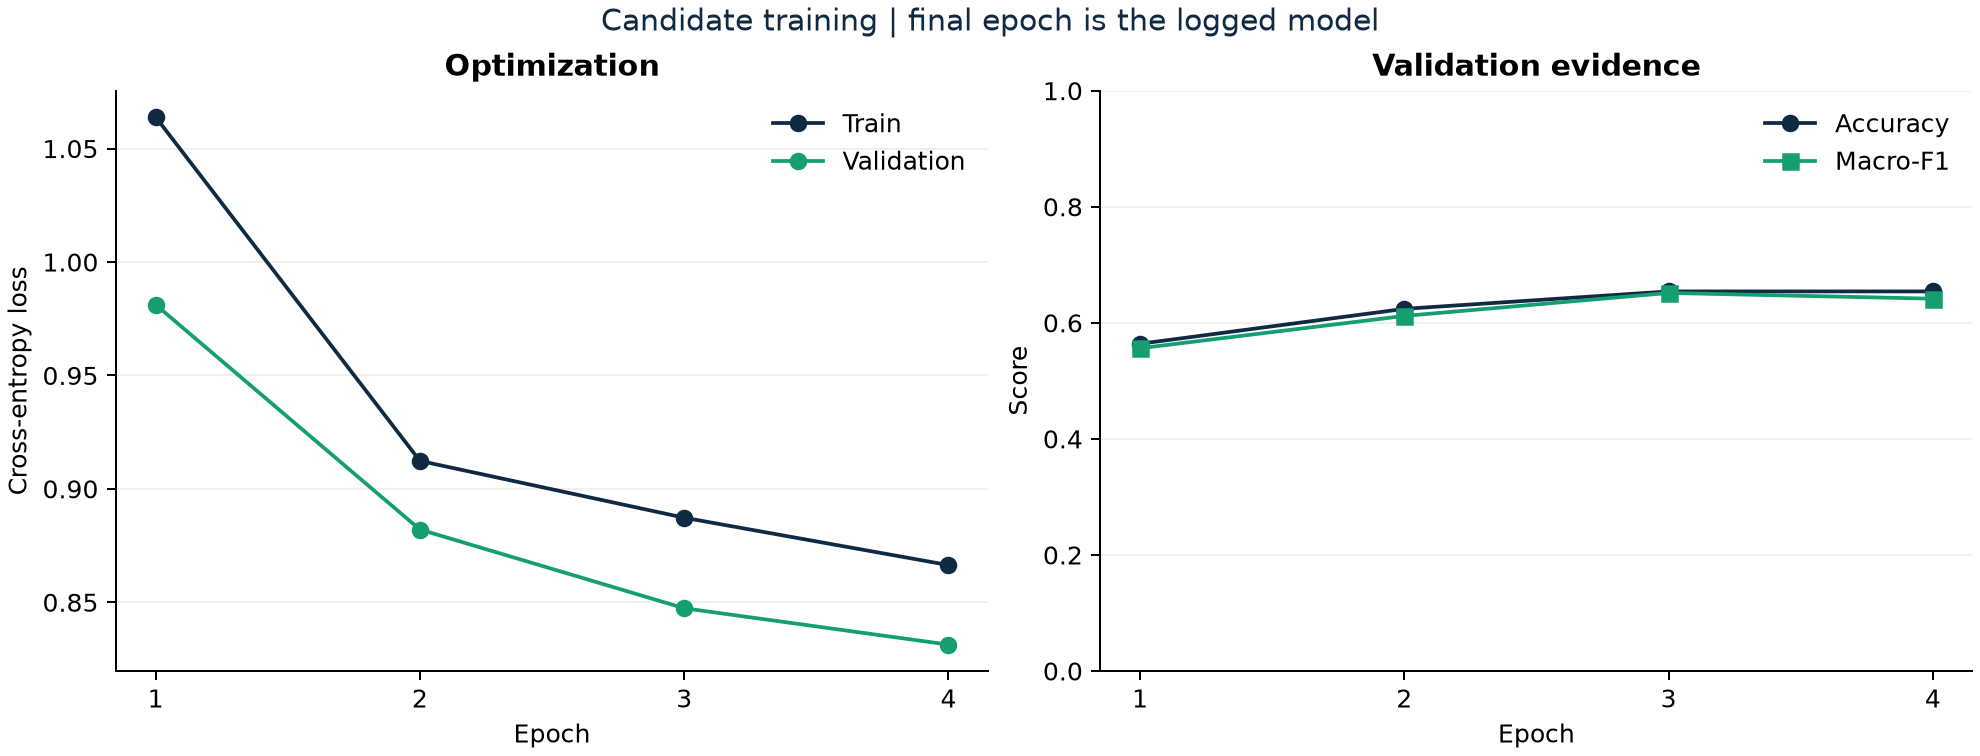 Candidate training | final epoch is the logged model
Optimization
Cross-entropy loss
1.05
1.00
0.95
0.90
0.85
Train
Validation
1
2
3
4
Epoch
Validation evidence
Score
1.0
0.8
0.6
0.4
0.2
0.0
Accuracy
Macro-F1
1
2
3
4
Epoch